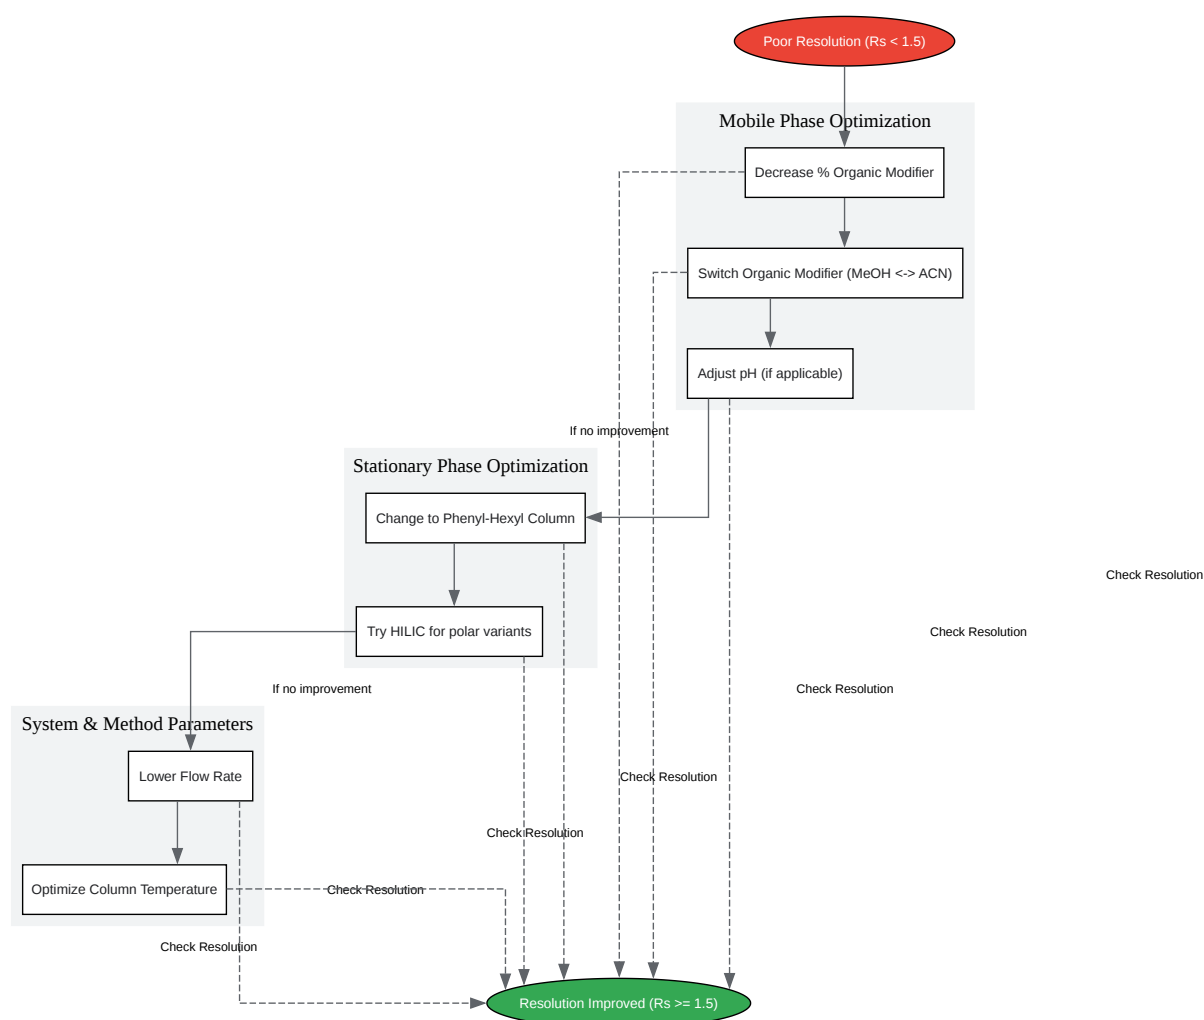 Poor Resolution (Rs < 1.5)
Mobile Phase Optimization
Decrease % Organic Modifier
Switch Organic Modifier (MeOH <-> ACN)
Adjust pH (if applicable)
If no improvement
Stationary Phase Optimization
Change to Phenyl-Hexyl Column
Check Resolution
Try HILIC for polar variants
Check Resolution
If no improvement
Check Resolution
System & Method Parameters
Lower Flow Rate
Check Resolution
Check Resolution
Optimize Column Temperature
Check Resolution
Check Resolution
Resolution Improved (Rs >= 1.5)